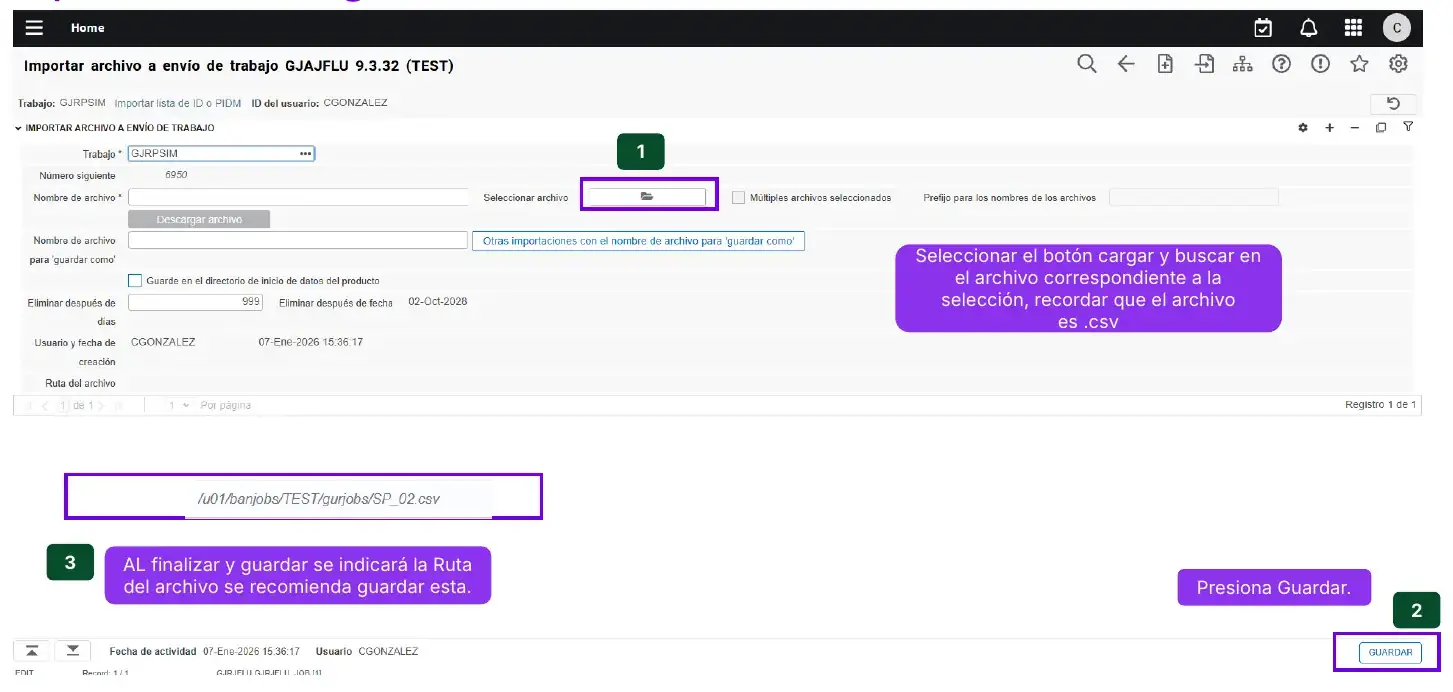 Home
C
Importar archivo a envío de trabajo GJAJFLU 9.3.32 (TEST)
Trabajo: GJRPSIM Importar lista de ID o PIDM ID del usuario: CGONZALEZ
IMPORTAR ARCHIVO A ENVÍO DE TRABAJO
1
Trabajo * GJRPSIM
Número siguiente 6950
Nombre de archivo * Seleccionar archivo Múltiples archivos seleccionados Prefijo para los nombres de los archivos
Descargar archivo
Nombre de archivo
para 'guardar como'
Otras importaciones con el nombre de archivo para 'guardar como'
Seleccionar el botón cargar y buscar en
el archivo correspondiente a la
selección, recordar que el archivo
es .csv
Guarde en el directorio de inicio de datos del producto
Eliminar después de
días
999 Eliminar después de fecha 02-Oct-2028
Usuario y fecha de
creación
CGONZALEZ 07-Ene-2026 15:36:17
Ruta del archivo
1 de 1 1 Por página Registro 1 de 1
/u01/banjobs/TEST/gurjobs/SP_02.csv
3
AL finalizar y guardar se indicará la Ruta
del archivo se recomienda guardar esta.
Presiona Guardar.
2
Fecha de actividad 07-Ene-2026 15:36:17 Usuario CGONZALEZ
GUARDAR
EDIT Record: 1/1